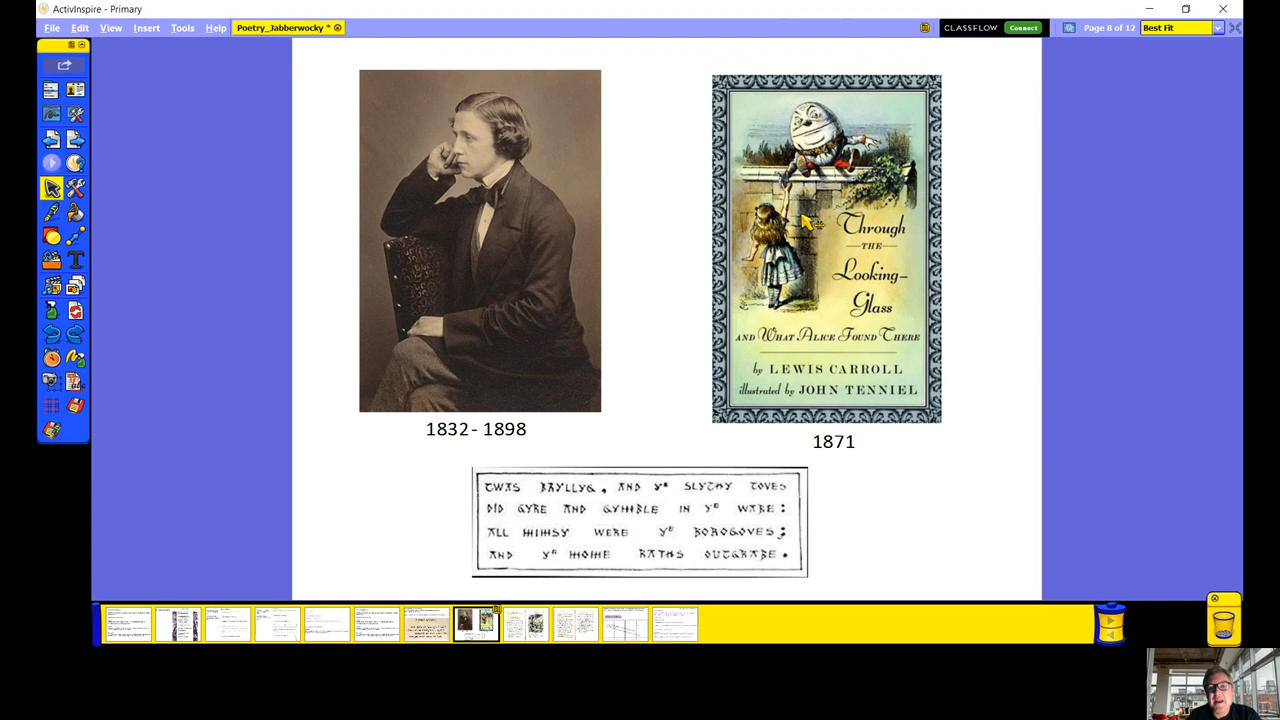 ActivInspire - Primary
File Edit View Insert Tools Help Poetry_Jabberwocky *
CLASSFLOW Connect Page 8 of 12 Best Fit
Through
THE
Looking-
Glass
AND WHAT ALICE FOUND THERE
by LEWIS CARROLL
illustrated by JOHN TENNIEL
1832 - 1898
1871
TWAS BRYLLYG, AND Yᵉ SLYTHY TOVES
DID GYRE AND GYMBLE IN Yᵉ WABE:
ALL MIMSY WERE Yᵉ BOROGOVES;
AND Yᵉ MOME RATHS OUTGRABE.